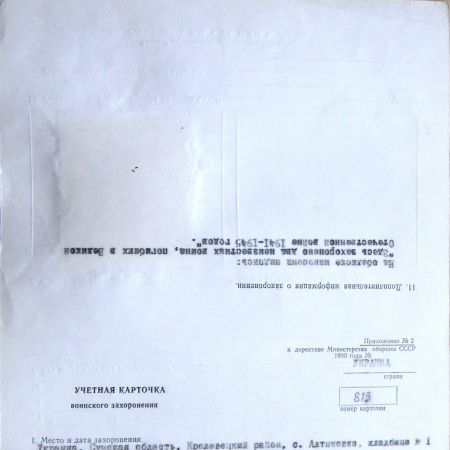 11. Дополнительная информация о захоронении.
На обелиске нанесена надпись:
"Здесь захоронено два неизвестных воина, погибших в Великой
Отечественной войне 1941-1945 годов".
Приложение № 2
к директиве Министерства обороны СССР
1990 года №
УКРАИНА
страна
УЧЕТНАЯ КАРТОЧКА
воинского захоронения
813
номер карточки
1. Место и дата захоронения.
Украина, Сумская область, Кролевецкий район, с. Алтыновка, кладбище в 1